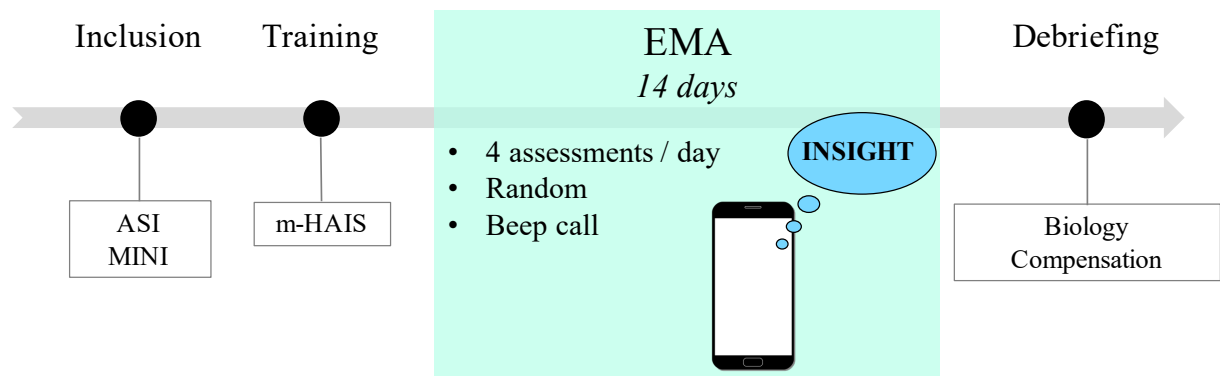 Inclusion
Training
EMA
14 days
Debriefing
ASI
MINI
m-HAIS
• 4 assessments / day
• Random
• Beep call
INSIGHT
Biology
Compensation